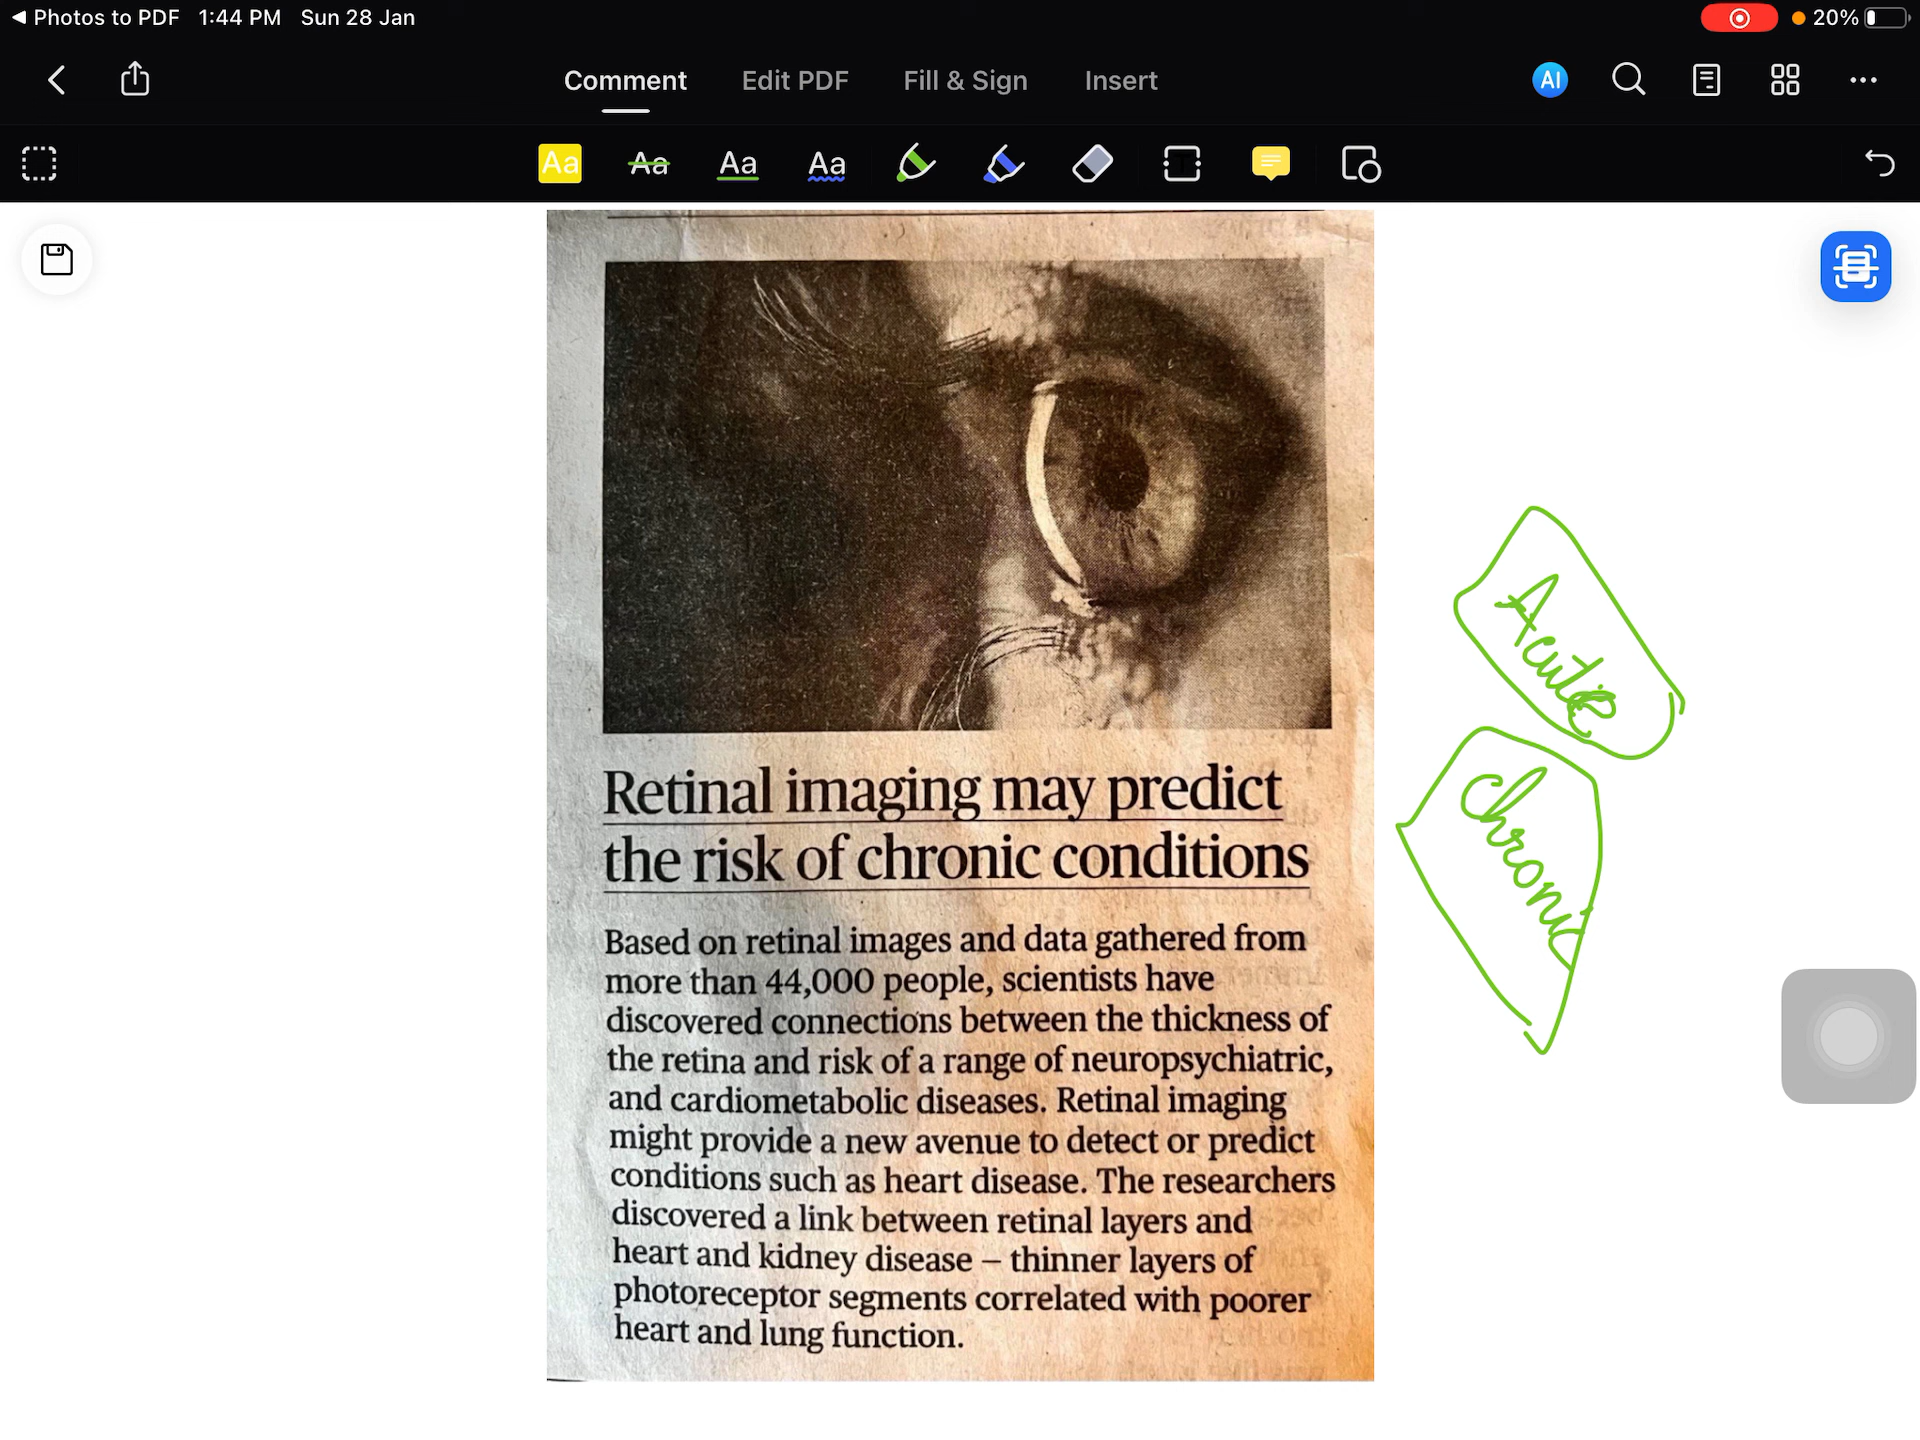 Photos to PDF 1:44 PM Sun 28 Jan 20%
Comment Edit PDF Fill & Sign Insert AI
Aa Aa Aa Aa T
Retinal imaging may predict
the risk of chronic conditions
Based on retinal images and data gathered from
more than 44,000 people, scientists have
discovered connections between the thickness of
the retina and risk of a range of neuropsychiatric,
and cardiometabolic diseases. Retinal imaging
might provide a new avenue to detect or predict
conditions such as heart disease. The researchers
discovered a link between retinal layers and
heart and kidney disease – thinner layers of
photoreceptor segments correlated with poorer
heart and lung function.
Acute
Chronic